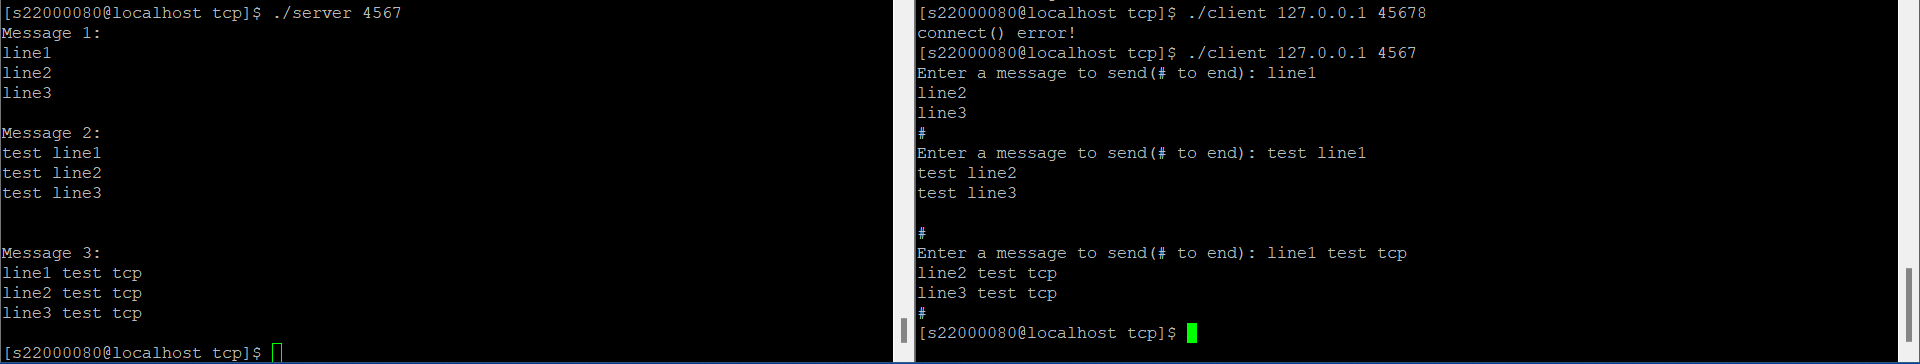 [s22000080@localhost tcp]$ ./server 4567
Message 1:
line1
line2
line3
Message 2:
test line1
test line2
test line3
Message 3:
line1 test tcp
line2 test tcp
line3 test tcp
[s22000080@localhost tcp]$
[s22000080@localhost tcp]$ ./client 127.0.0.1 45678
connect() error!
[s22000080@localhost tcp]$ ./client 127.0.0.1 4567
Enter a message to send(# to end): line1
line2
line3
#
Enter a message to send(# to end): test line1
test line2
test line3
#
Enter a message to send(# to end): line1 test tcp
line2 test tcp
line3 test tcp
#
[s22000080@localhost tcp]$